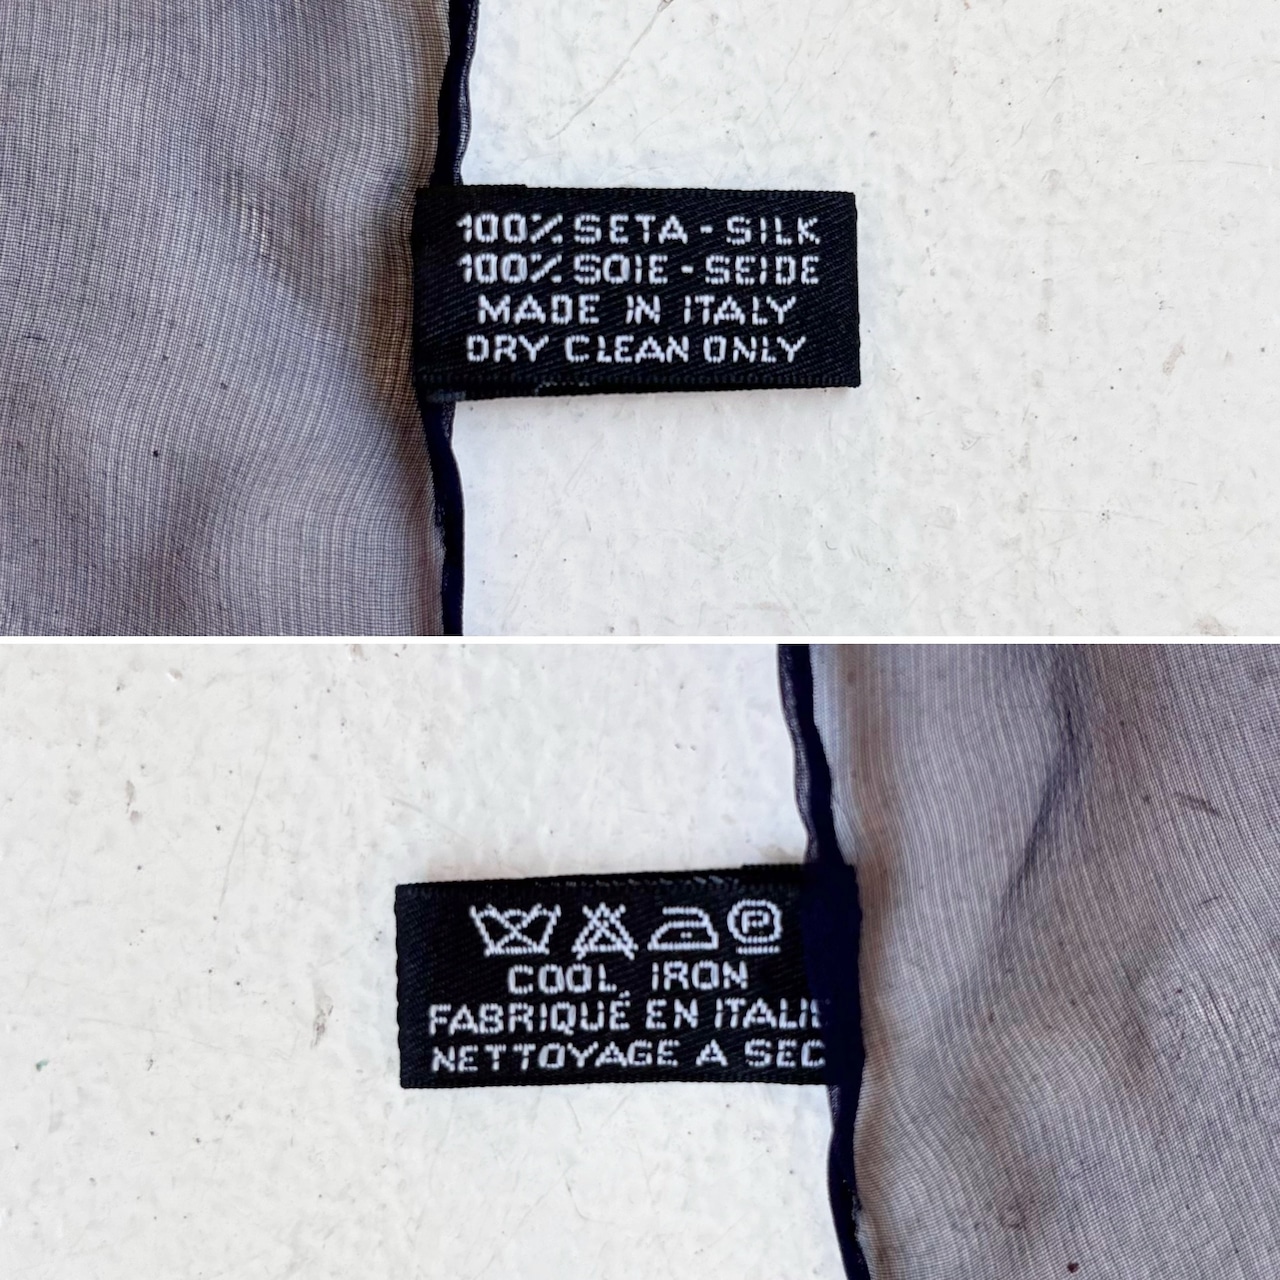 100% SETA - SILK
100% SOIE - SEIDE
MADE IN ITALY
DRY CLEAN ONLY
P
COOL IRON
FABRIQUÉ EN ITALIE
NETTOYAGE A SEC